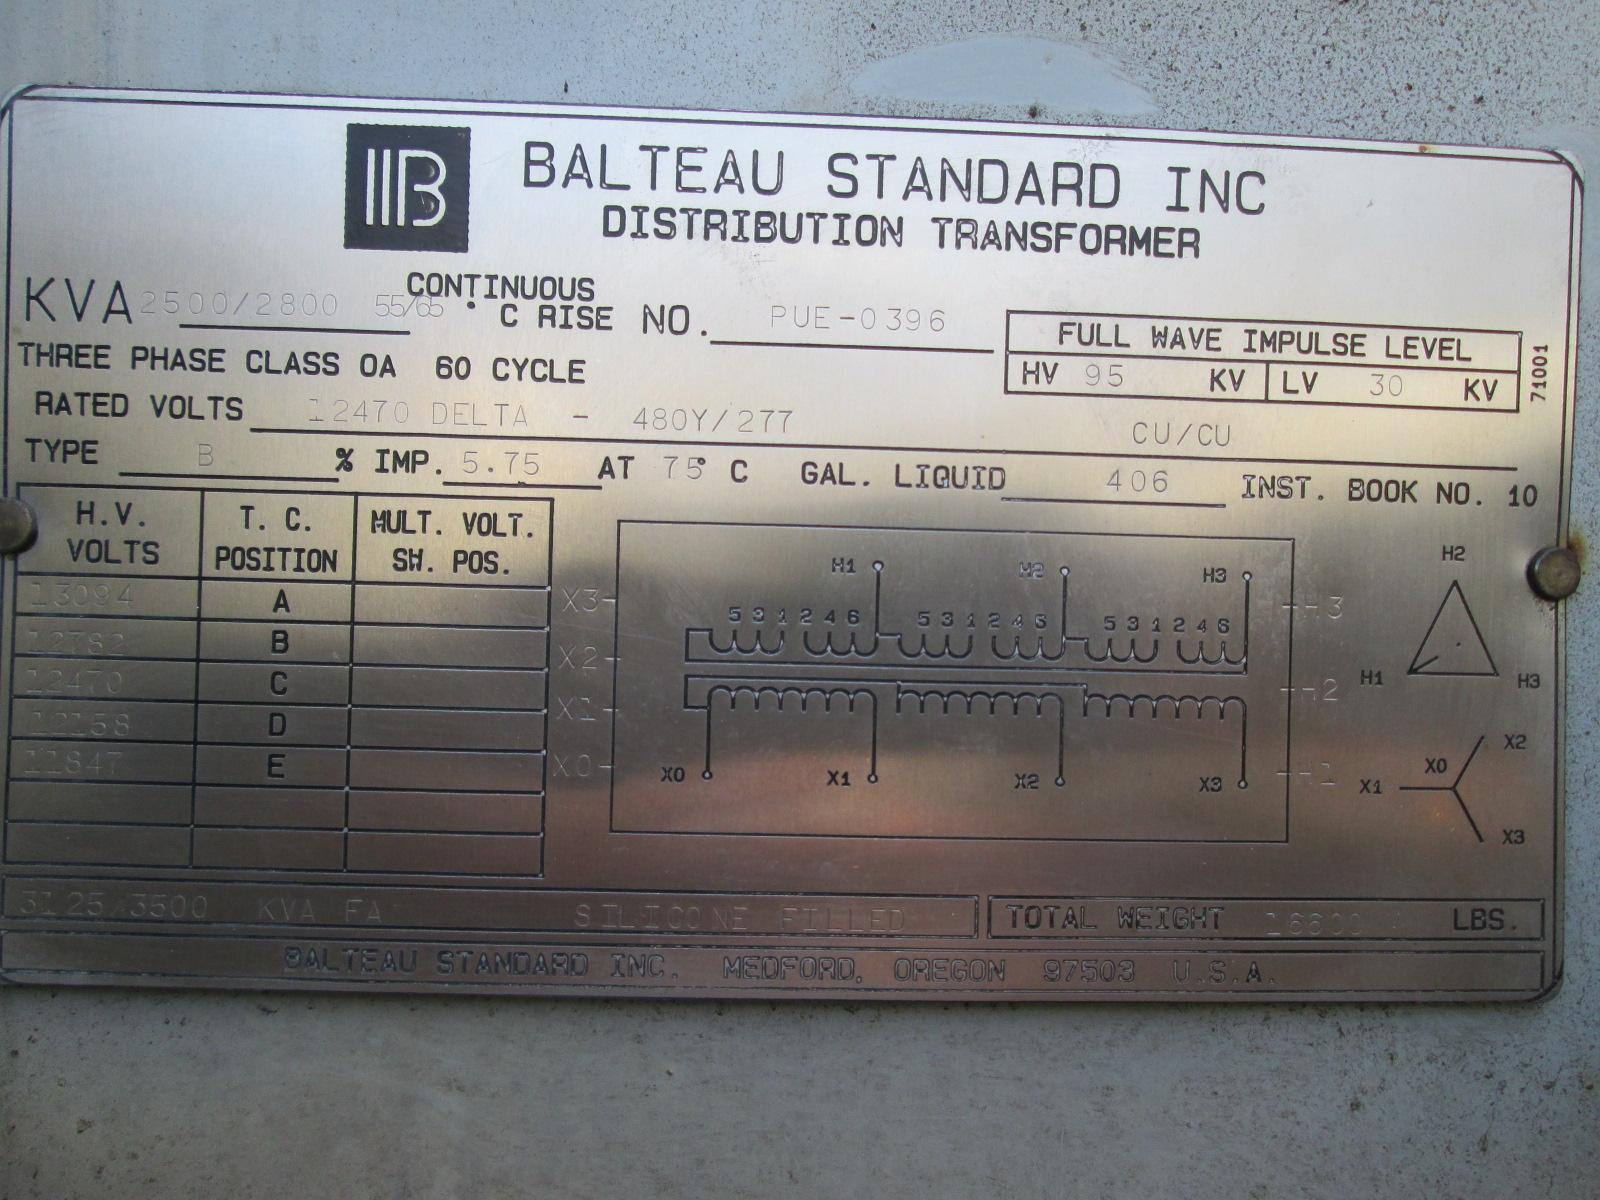 B
BALTEAU STANDARD INC
DISTRIBUTION TRANSFORMER
KVA 2500/2800 55/65 CONTINUOUS °C RISE NO. PUE-0396
THREE PHASE CLASS OA 60 CYCLE
FULL WAVE IMPULSE LEVEL
HV 95 KV LV 30 KV
71001
RATED VOLTS 12470 DELTA - 480Y/277 CU/CU
TYPE B % IMP. 5.75 AT 75° C GAL. LIQUID 406 INST. BOOK NO. 10
H.V. VOLTS T. C. POSITION MULT. VOLT. SW. POS.
13094 A
12782 B
12470 C
12158 D
11847 E
X3
X2
X1
X0
H1 H2 H3
5 3 1 2 4 6 5 3 1 2 4 6 5 3 1 2 4 6
X0 X1 X2 X3
H3
H2
H1
H2
H1 H3
X2
X0
X1
X3
3125/3500 KVA FA SILICONE FILLED TOTAL WEIGHT 16600 LBS.
BALTEAU STANDARD INC. MEDFORD, OREGON 97503 U.S.A.